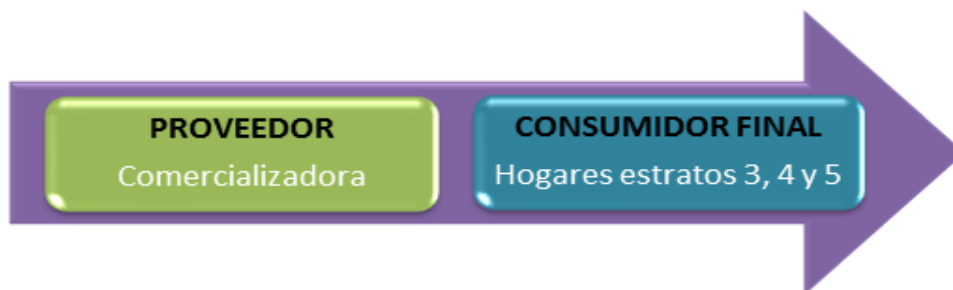 PROVEEDOR
Comercializadora
CONSUMIDOR FINAL
Hogares estratos 3, 4 y 5